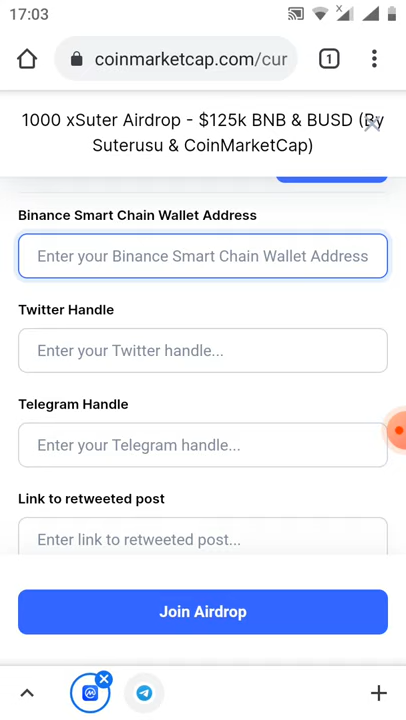 17:03
coinmarketcap.com/cur
1
1000 xSuter Airdrop - $125k BNB & BUSD (By
Suterusu & CoinMarketCap)
Binance Smart Chain Wallet Address
Enter your Binance Smart Chain Wallet Address
Twitter Handle
Enter your Twitter handle...
Telegram Handle
Enter your Telegram handle...
Link to retweeted post
Enter link to retweeted post...
Join Airdrop